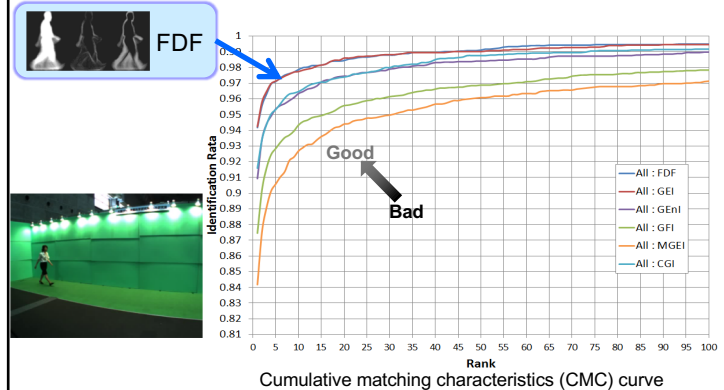 FDF
1
0.99
0.98
0.97
0.96
0.95
0.94
0.93
0.92
0.91
0.9
0.89
0.88
0.87
0.86
0.85
0.84
0.83
0.82
0.81
Identification Rata
Good
Bad
All : FDF
All : GEI
All : GEnI
All : GFI
All : MGEI
All : CGI
0 5 10 15 20 25 30 35 40 45 50 55 60 65 70 75 80 85 90 95 100
Rank
Cumulative matching characteristics (CMC) curve